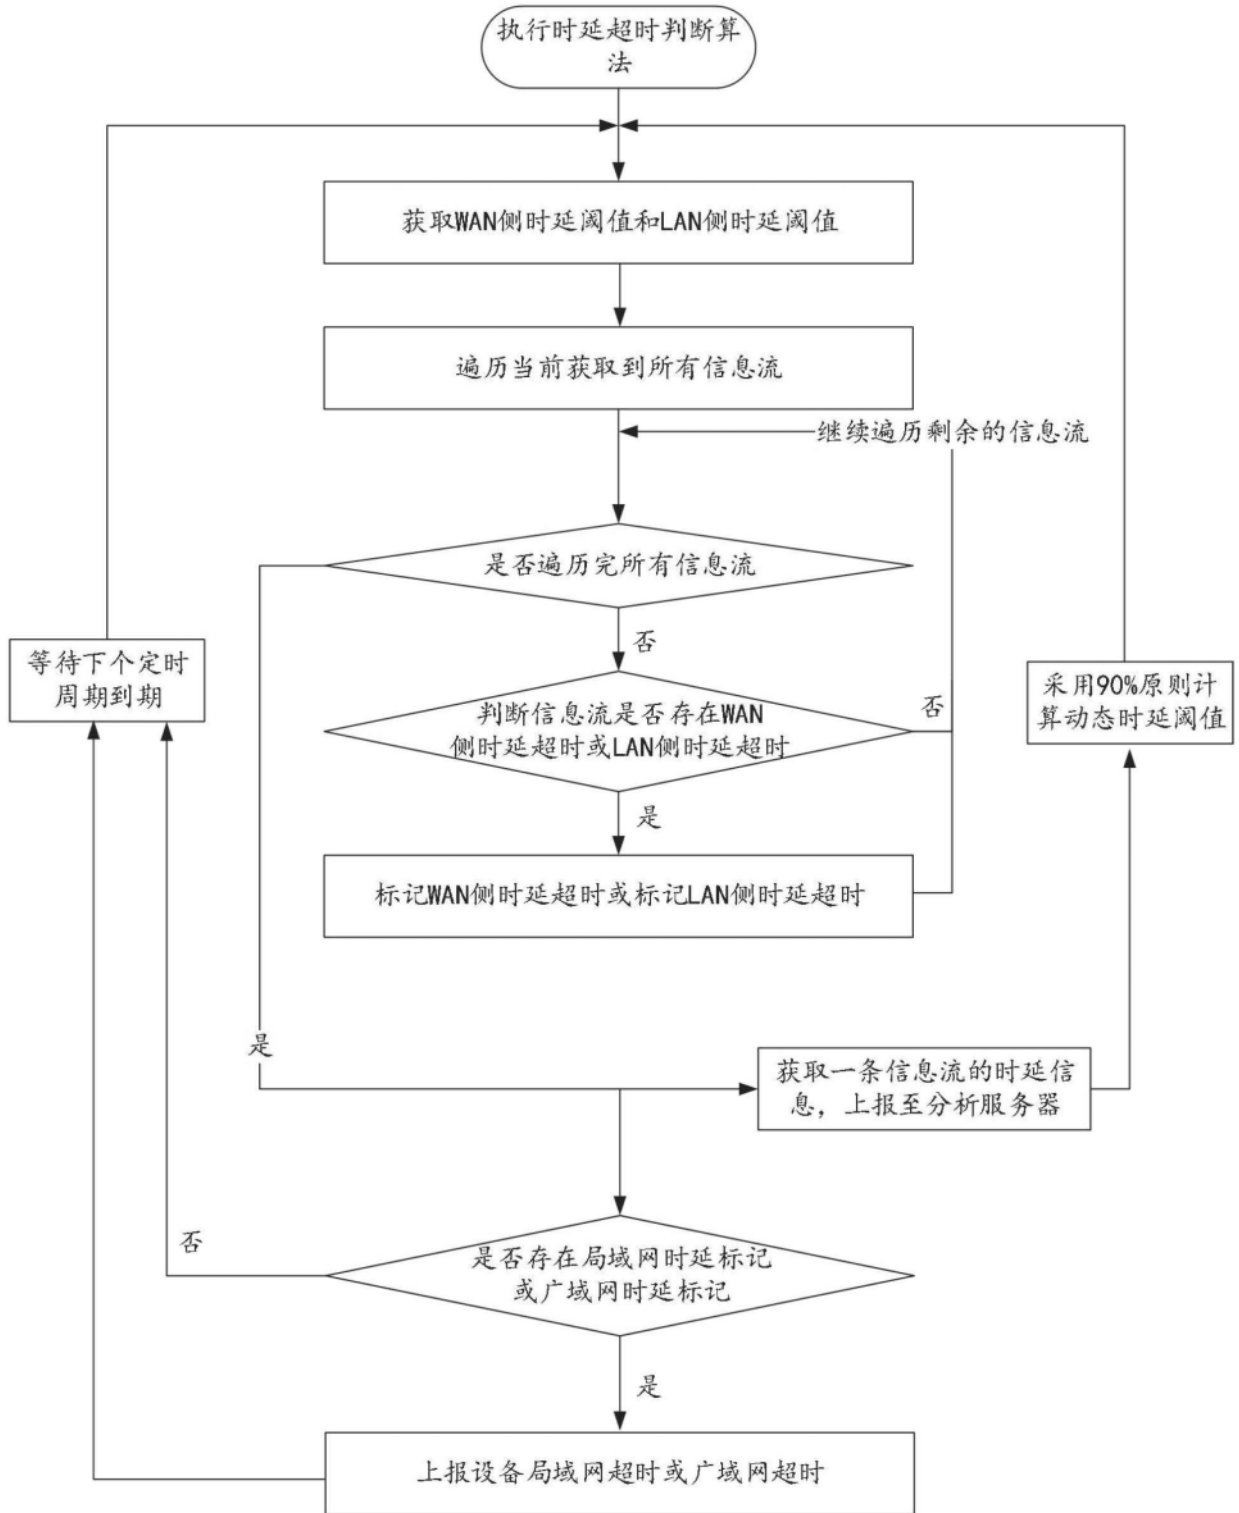 执行时延超时判断算
法
获取WAN侧时延阈值和LAN侧时延阈值
遍历当前获取到所有信息流
继续遍历剩余的信息流
是否遍历完所有信息流
否
等待下个定时
周期到期
判断信息流是否存在WAN
侧时延超时或LAN侧时延超时
否
采用90%原则计
算动态时延阈值
是
标记WAN侧时延超时或标记LAN侧时延超时
是
获取一条信息流的时延信
息，上报至分析服务器
否
是否存在局域网时延标记
或广域网时延标记
是
上报设备局域网超时或广域网超时